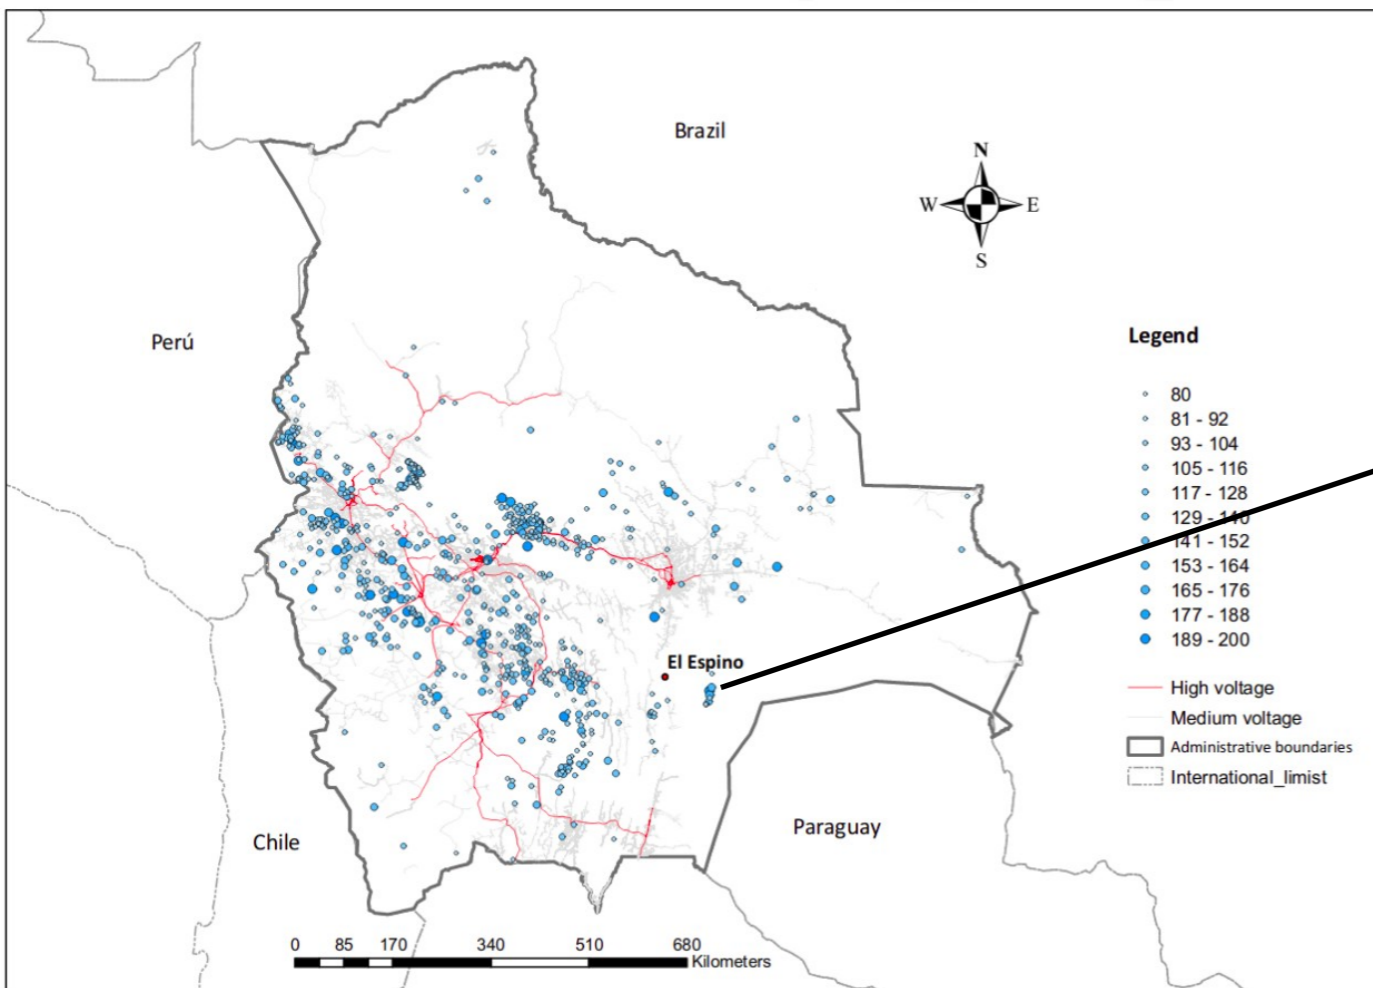 Brazil
N
W E
S
Perú
Legend
80
81 - 92
93 - 104
105 - 116
117 - 128
129 - 140
141 - 152
153 - 164
165 - 176
177 - 188
189 - 200
El Espino
High voltage
Medium voltage
Administrative boundaries
International_limist
Paraguay
Chile
0 85 170 340 510 680
Kilometers